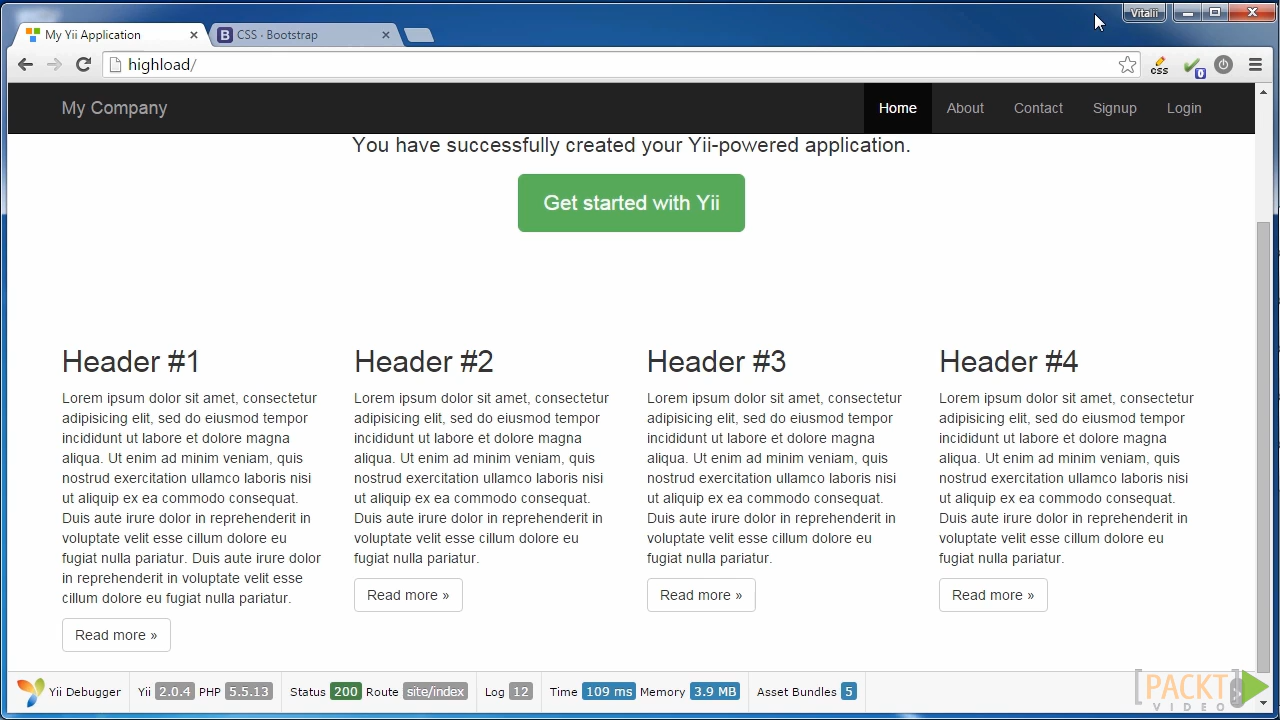 Vitalii
My Yii Application
CSS · Bootstrap
highload/
css
0
My Company
Home
About
Contact
Signup
Login
You have successfully created your Yii-powered application.
Get started with Yii
Header #1
Lorem ipsum dolor sit amet, consectetur
adipisicing elit, sed do eiusmod tempor
incididunt ut labore et dolore magna
aliqua. Ut enim ad minim veniam, quis
nostrud exercitation ullamco laboris nisi
ut aliquip ex ea commodo consequat.
Duis aute irure dolor in reprehenderit in
voluptate velit esse cillum dolore eu
fugiat nulla pariatur. Duis aute irure dolor
in reprehenderit in voluptate velit esse
cillum dolore eu fugiat nulla pariatur.
Read more »
Header #2
Lorem ipsum dolor sit amet, consectetur
adipisicing elit, sed do eiusmod tempor
incididunt ut labore et dolore magna
aliqua. Ut enim ad minim veniam, quis
nostrud exercitation ullamco laboris nisi
ut aliquip ex ea commodo consequat.
Duis aute irure dolor in reprehenderit in
voluptate velit esse cillum dolore eu
fugiat nulla pariatur.
Read more »
Header #3
Lorem ipsum dolor sit amet, consectetur
adipisicing elit, sed do eiusmod tempor
incididunt ut labore et dolore magna
aliqua. Ut enim ad minim veniam, quis
nostrud exercitation ullamco laboris nisi
ut aliquip ex ea commodo consequat.
Duis aute irure dolor in reprehenderit in
voluptate velit esse cillum dolore eu
fugiat nulla pariatur.
Read more »
Header #4
Lorem ipsum dolor sit amet, consectetur
adipisicing elit, sed do eiusmod tempor
incididunt ut labore et dolore magna
aliqua. Ut enim ad minim veniam, quis
nostrud exercitation ullamco laboris nisi
ut aliquip ex ea commodo consequat.
Duis aute irure dolor in reprehenderit in
voluptate velit esse cillum dolore eu
fugiat nulla pariatur.
Read more »
Yii Debugger
Yii 2.0.4 PHP 5.5.13
Status 200 Route site/index
Log 12
Time 109 ms Memory 3.9 MB
Asset Bundles 5
[PACKT]
VIDEO